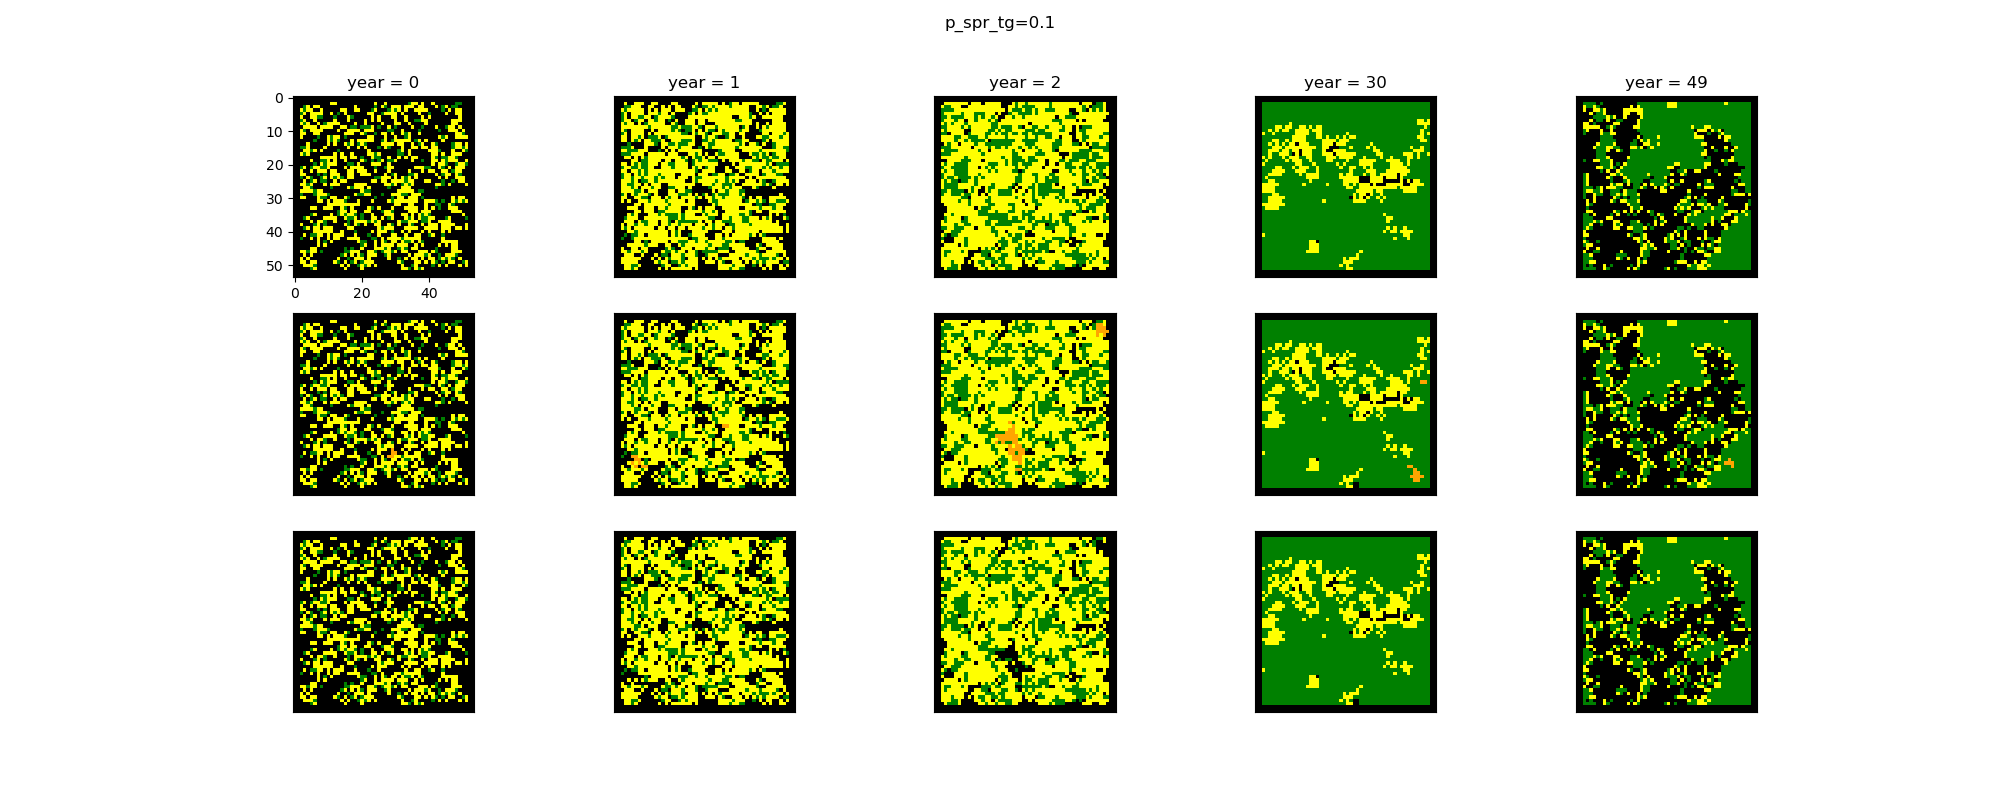 p_spr_tg=0.1
year = 0
year = 1
year = 2
year = 30
year = 49
0
10
20
30
40
50
0
20
40